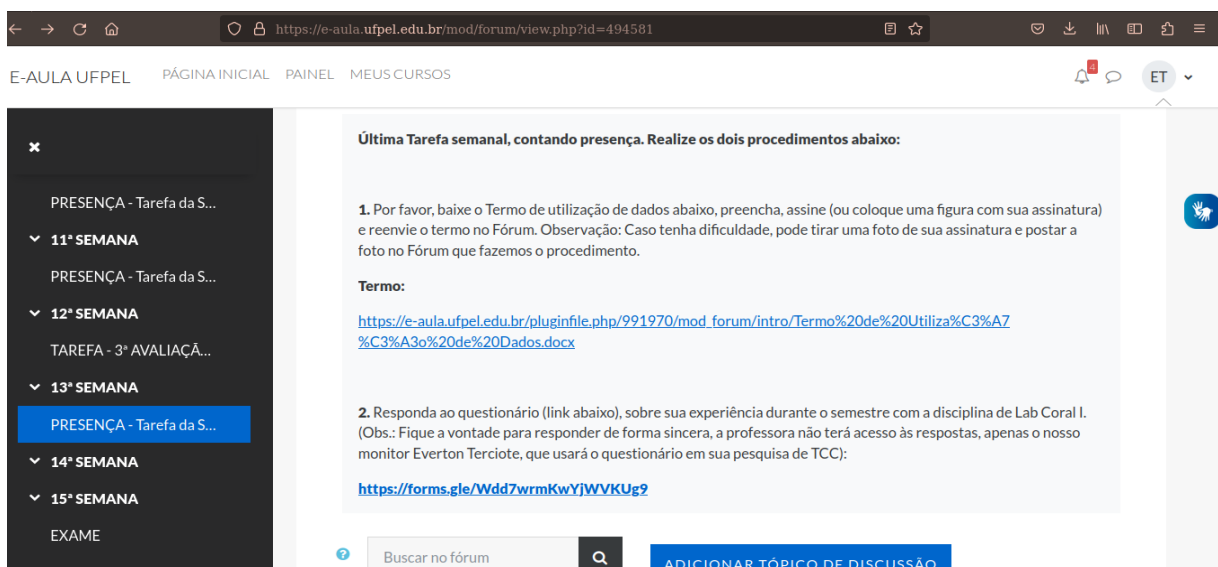 https://e-aula.ufpel.edu.br/mod/forum/view.php?id=494581
E-AULA UFPEL PÁGINA INICIAL PAINEL MEUS CURSOS 4 ET
PRESENÇA - Tarefa da S...
11ª SEMANA
PRESENÇA - Tarefa da S...
12ª SEMANA
TAREFA - 3ª AVALIAÇÃ...
13ª SEMANA
PRESENÇA - Tarefa da S...
14ª SEMANA
15ª SEMANA
EXAME
Última Tarefa semanal, contando presença. Realize os dois procedimentos abaixo:
1. Por favor, baixe o Termo de utilização de dados abaixo, preencha, assine (ou coloque uma figura com sua assinatura)
e reenvie o termo no Fórum. Observação: Caso tenha dificuldade, pode tirar uma foto de sua assinatura e postar a
foto no Fórum que fazemos o procedimento.
Termo:
https://e-aula.ufpel.edu.br/pluginfile.php/991970/mod_forum/intro/Termo%20de%20Utiliza%C3%A7
%C3%A3o%20de%20Dados.docx
2. Responda ao questionário (link abaixo), sobre sua experiência durante o semestre com a disciplina de Lab Coral I.
(Obs.: Fique a vontade para responder de forma sincera, a professora não terá acesso às respostas, apenas o nosso
monitor Everton Terciote, que usará o questionário em sua pesquisa de TCC):
https://forms.gle/Wdd7wrmKwYjWVKUg9
Buscar no fórum
ADICIONAR TÓPICO DE DISCUSSÃO